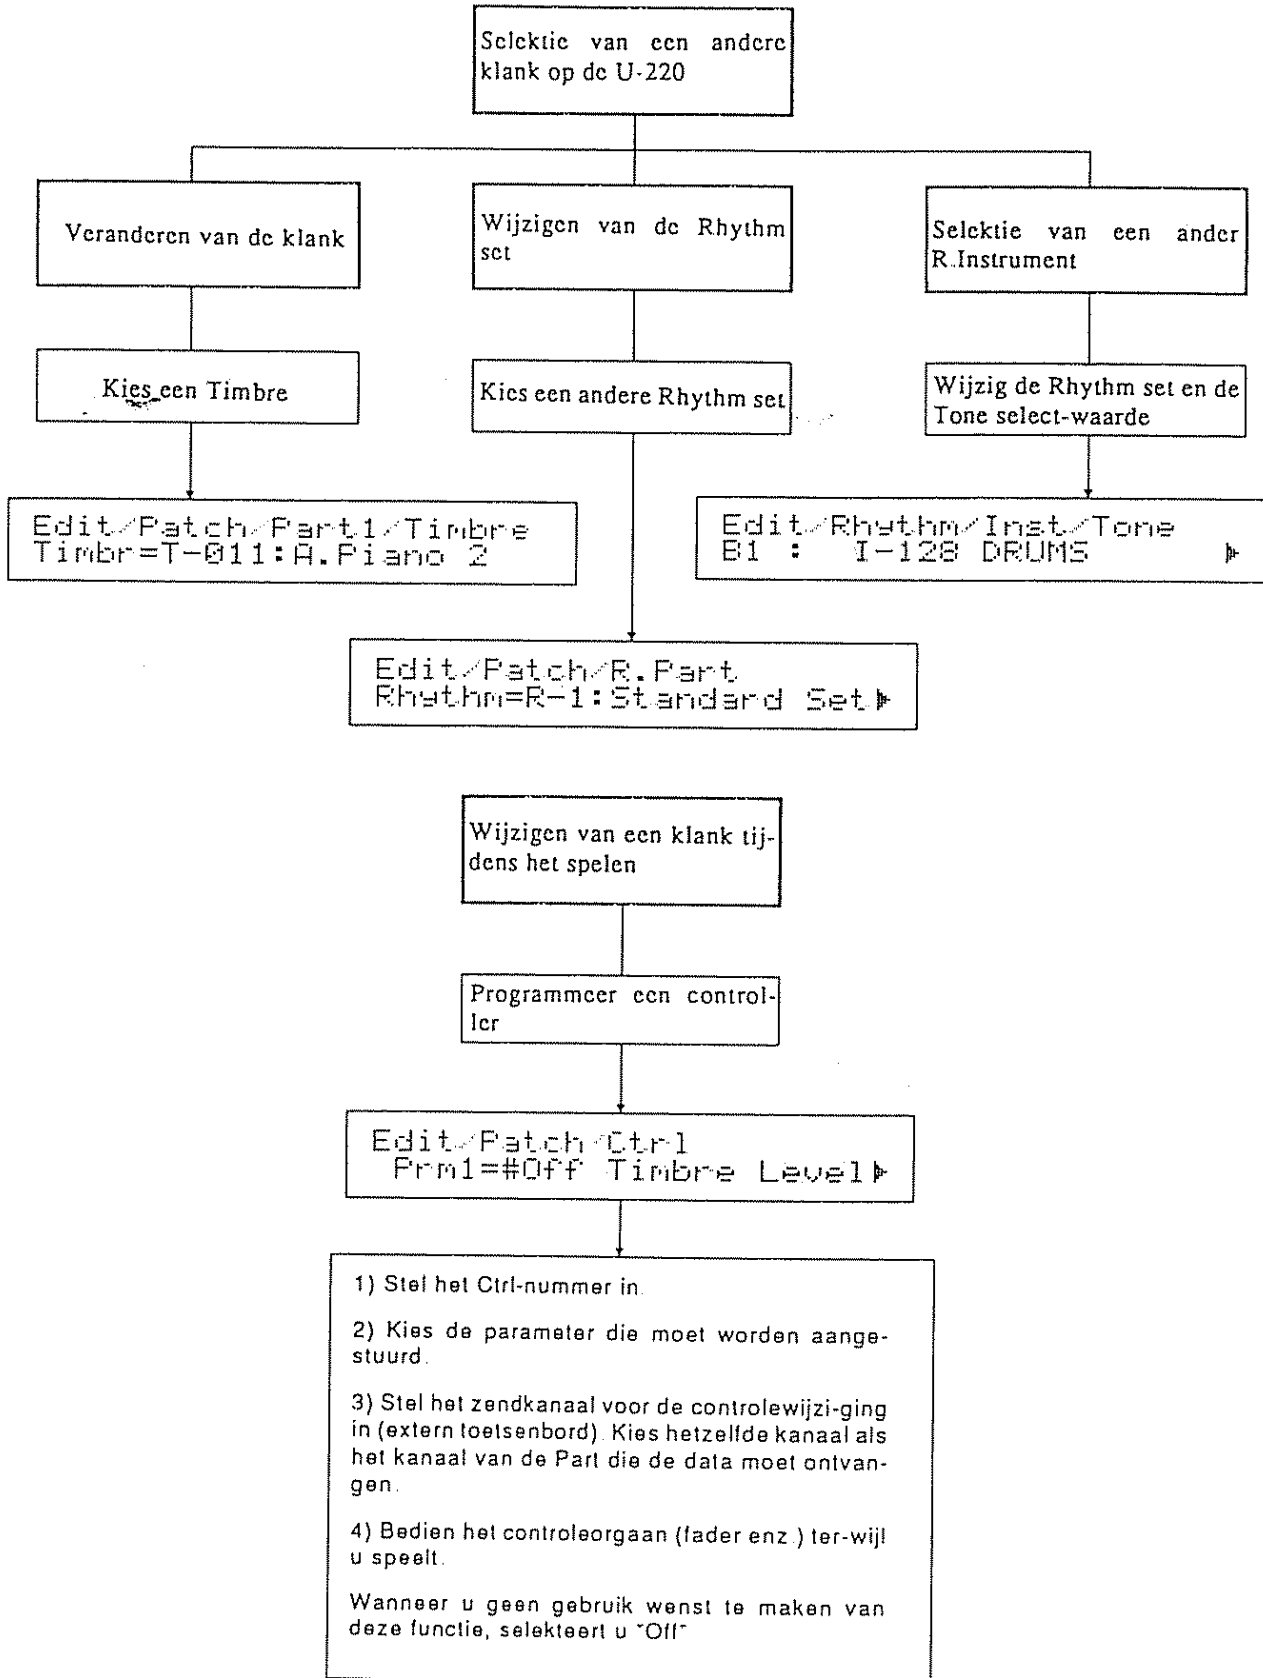 Selektie van een andere
klank op de U-220
Veranderen van de klank
Wijzigen van de Rhythm
set
Selektie van een ander
R.Instrument
Kies een Timbre
Kies een andere Rhythm set
Wijzig de Rhythm set en de
Tone select-waarde
Edit/Patch/Part1/Timbre
Timbr=T-011:A.Piano 2
Edit/Rhythm/Inst/Tone
B1 : I-128 DRUMS
Edit/Patch/R.Part
Rhythm=R-1:Standard Set
Wijzigen van een klank tij-
dens het spelen
Programmeer een control-
ler
Edit/Patch/Ctrl
Prm1=#Off Timbre Level
1) Stel het Ctrl-nummer in.
2) Kies de parameter die moet worden aange-
stuurd.
3) Stel het zendkanaal voor de controlewijzi-ging
in (extern toetsenbord). Kies hetzelfde kanaal als
het kanaal van de Part die de data moet ontvan-
gen.
4) Bedien het controleorgaan (fader enz.) ter-wijl
u speelt.
Wanneer u geen gebruik wenst te maken van
deze functie, selekteert u "Off"